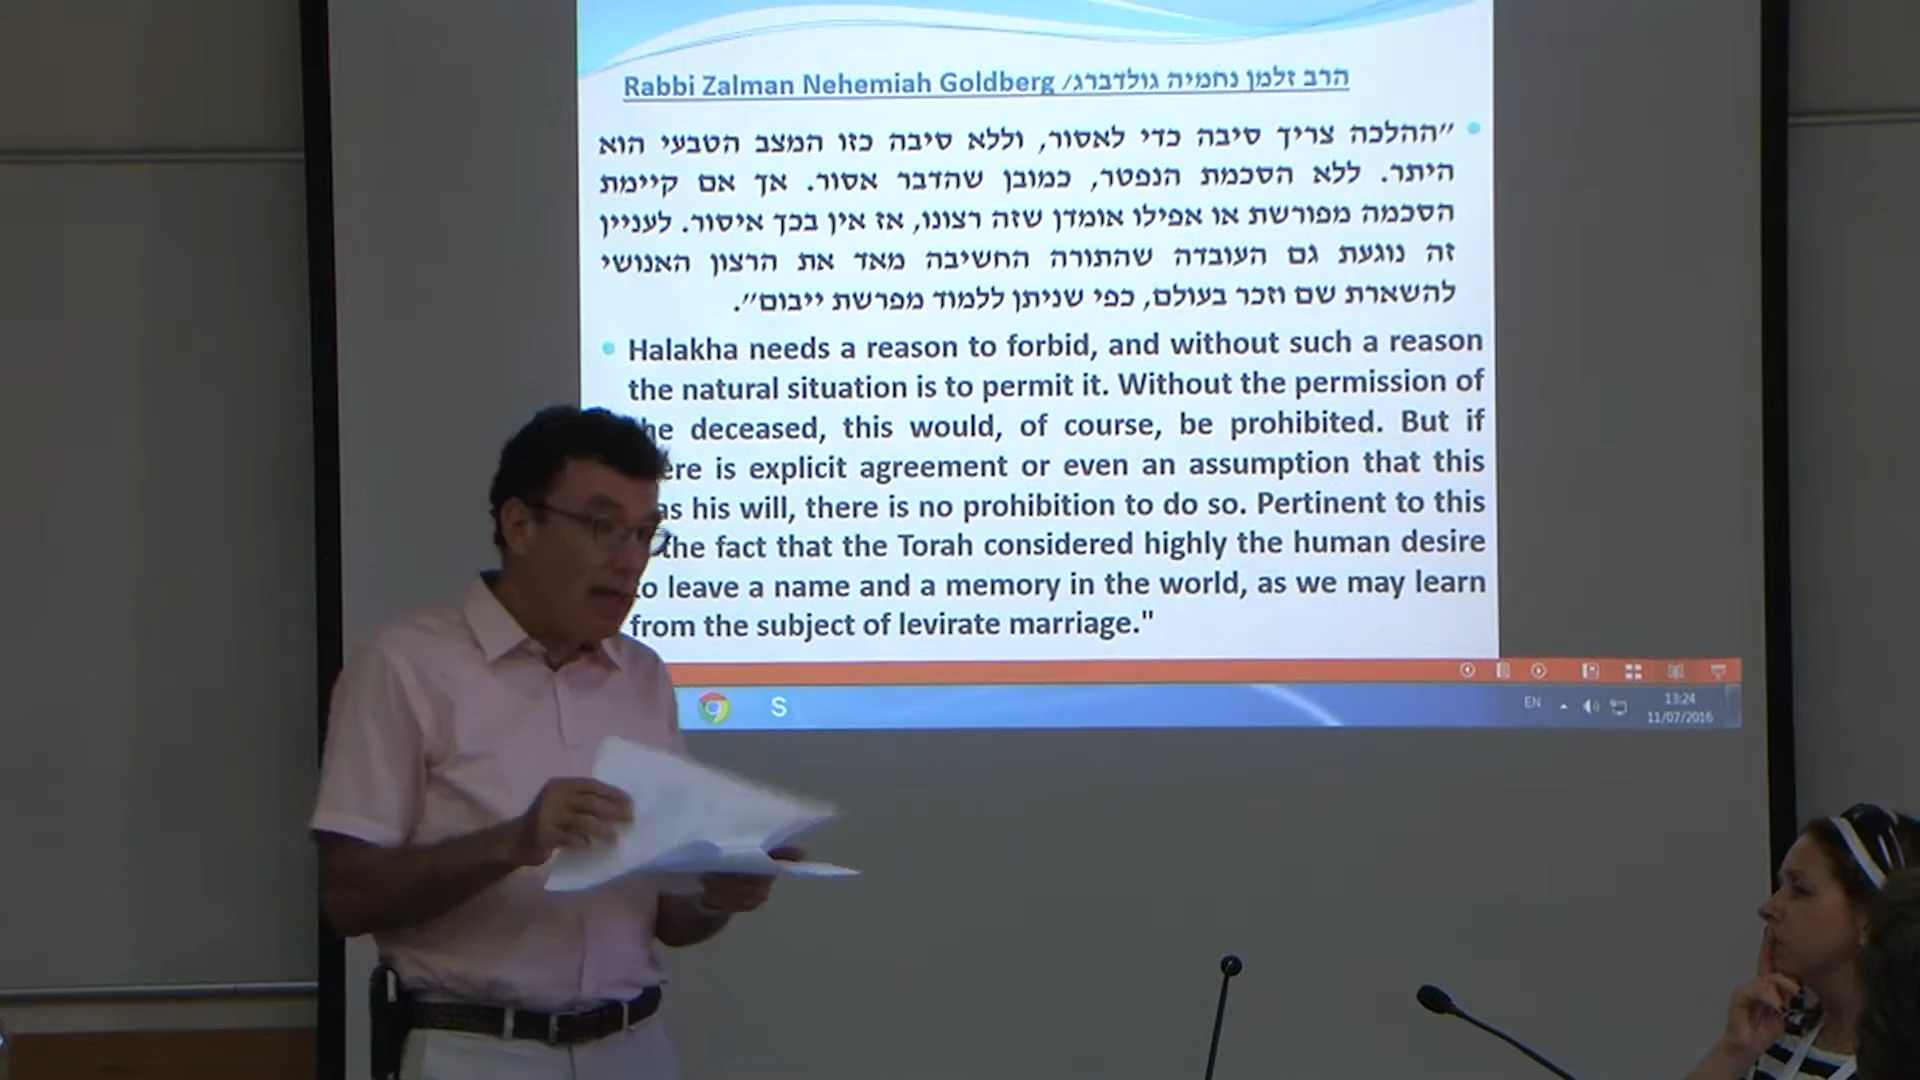 Rabbi Zalman Nehemiah Goldberg /הרב זלמן נחמיה גולדברג
"ההלכה צריך סיבה כדי לאסור, וללא סיבה כזו המצב הטבעי הוא
היתר. ללא הסכמת הנפטר, כמובן שהדבר אסור. אך אם קיימת
הסכמה מפורשת או אפילו אומדן שזה רצונו, אז אין בכך איסור. לעניין
זה נוגעת גם העובדה שהתורה החשיבה מאד את הרצון האנושי
להשארת שם וזכר בעולם, כפי שניתן ללמוד מפרשת ייבום".
Halakha needs a reason to forbid, and without such a reason
the natural situation is to permit it. Without the permission of
he deceased, this would, of course, be prohibited. But if
ere is explicit agreement or even an assumption that this
as his will, there is no prohibition to do so. Pertinent to this
the fact that the Torah considered highly the human desire
to leave a name and a memory in the world, as we may learn
from the subject of levirate marriage."
S
EN
13:24
11/07/2016